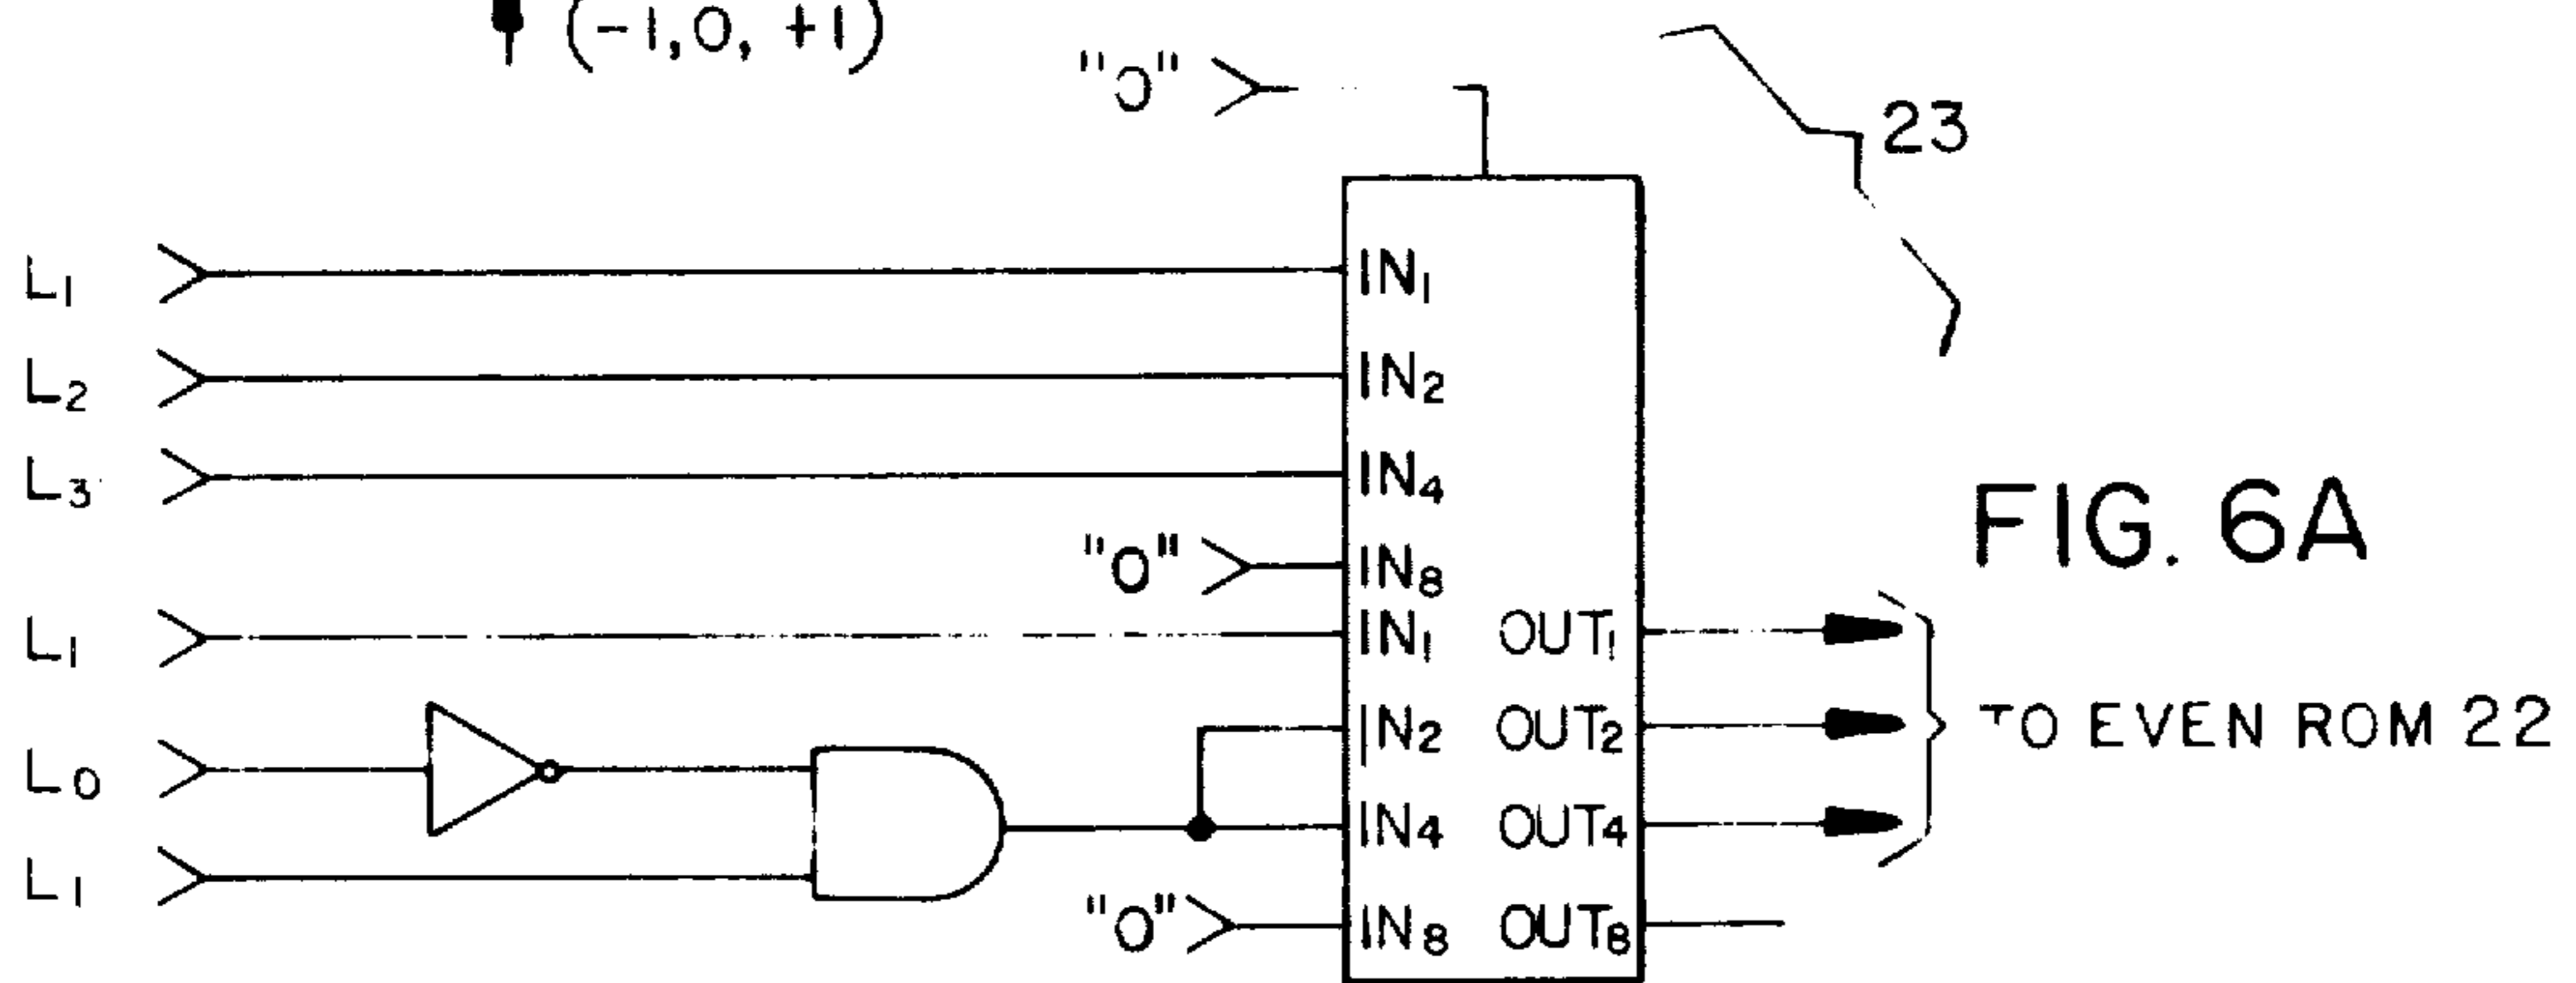 (-1, 0, +1)
"0"
23
L1 IN1
L2 IN2
L3 IN4
FIG. 6A
"0" IN8
L1 IN1 OUT1
IN2 OUT2
TO EVEN ROM 22
L0
IN4 OUT4
L1
"0" IN8 OUT8